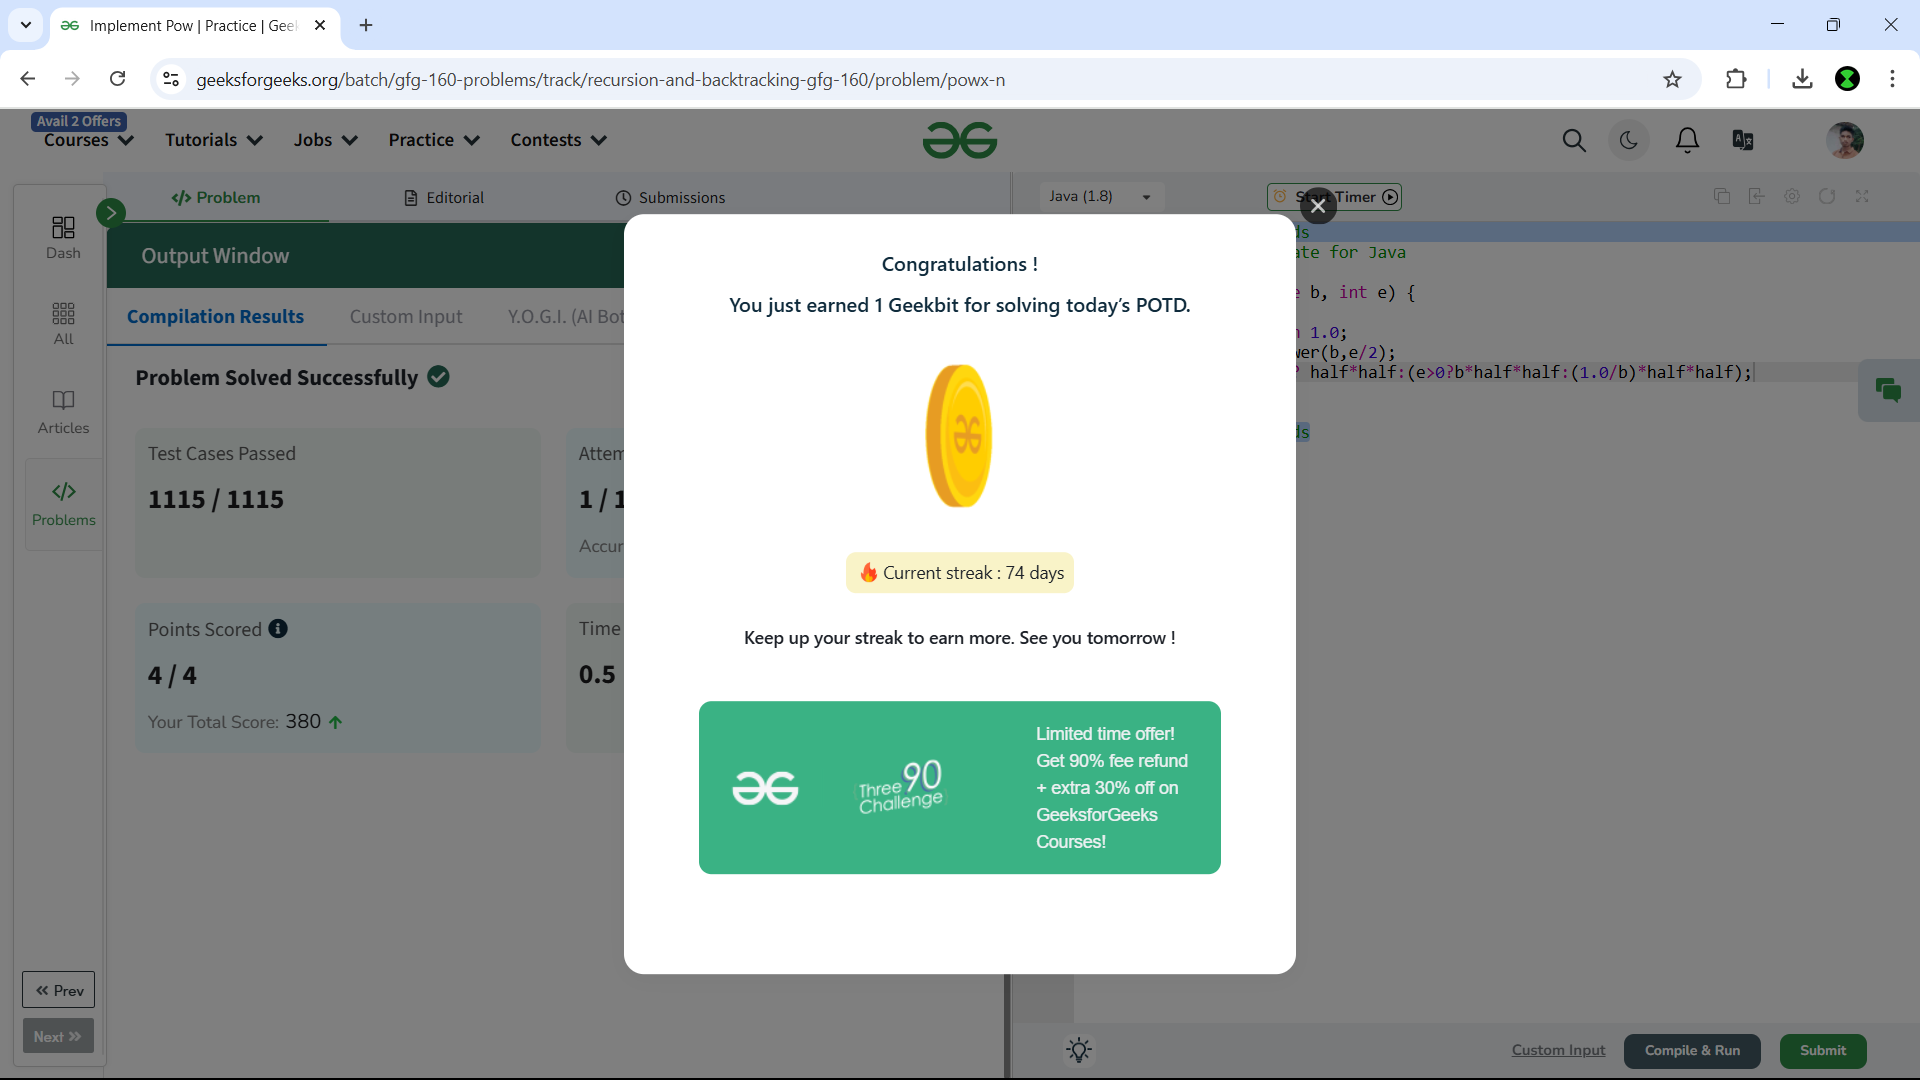 Implement Pow | Practice | Gee
geeksforgeeks.org/batch/gfg-160-problems/track/recursion-and-backtracking-gfg-160/problem/powx-n
Avail 2 Offers
Courses
Tutorials
Jobs
Practice
Contests
Problem
Editorial
Submissions
Java (1.8)
Start Timer
Dash
All
Articles
Problems
Prev
Next
Output Window
Compilation Results
Custom Input
Y.O.G.I. (AI Bot
Problem Solved Successfully
Test Cases Passed
1115 / 1115
Attem
1 / 1
Accur
Points Scored
4 / 4
Your Total Score: 380
Time
0.5
Congratulations !
You just earned 1 Geekbit for solving today's POTD.
🔥 Current streak : 74 days
Keep up your streak to earn more. See you tomorrow !
Three 90
Challenge
Limited time offer!
Get 90% fee refund
+ extra 30% off on
GeeksforGeeks
Courses!
ds
ate for Java
e b, int e) {
1.0;
wer(b,e/2);
? half*half:(e>0?b*half*half:(1.0/b)*half*half);
ds
Custom Input
Compile & Run
Submit